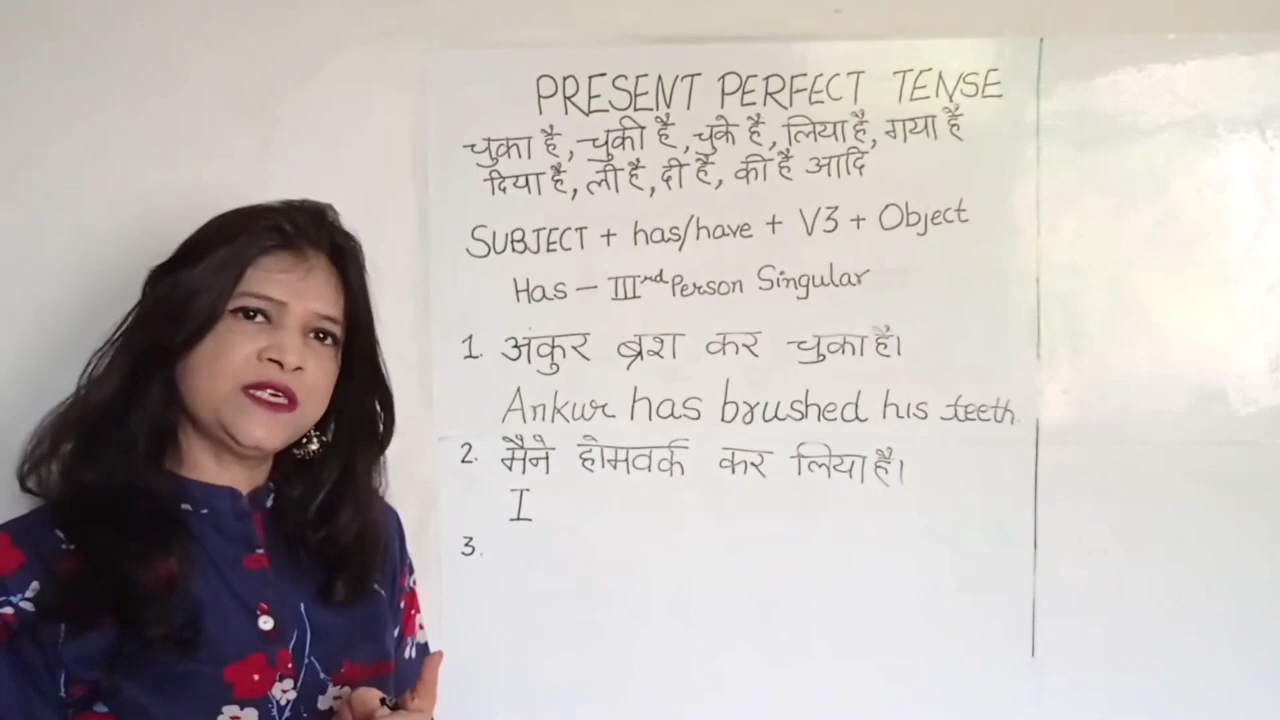 PRESENT PERFECT TENSE
चुका है, चुकी है, चुके है, लिया है, गया है
दिया है, ली है, दी है, की है आदि
SUBJECT + has/have + V3 + Object
Has – IIIrd Person Singular
1. अंकुर ब्रश कर चुका है।
Ankur has brushed his teeth.
2. मैने होमवर्क कर लिया है।
I
3.